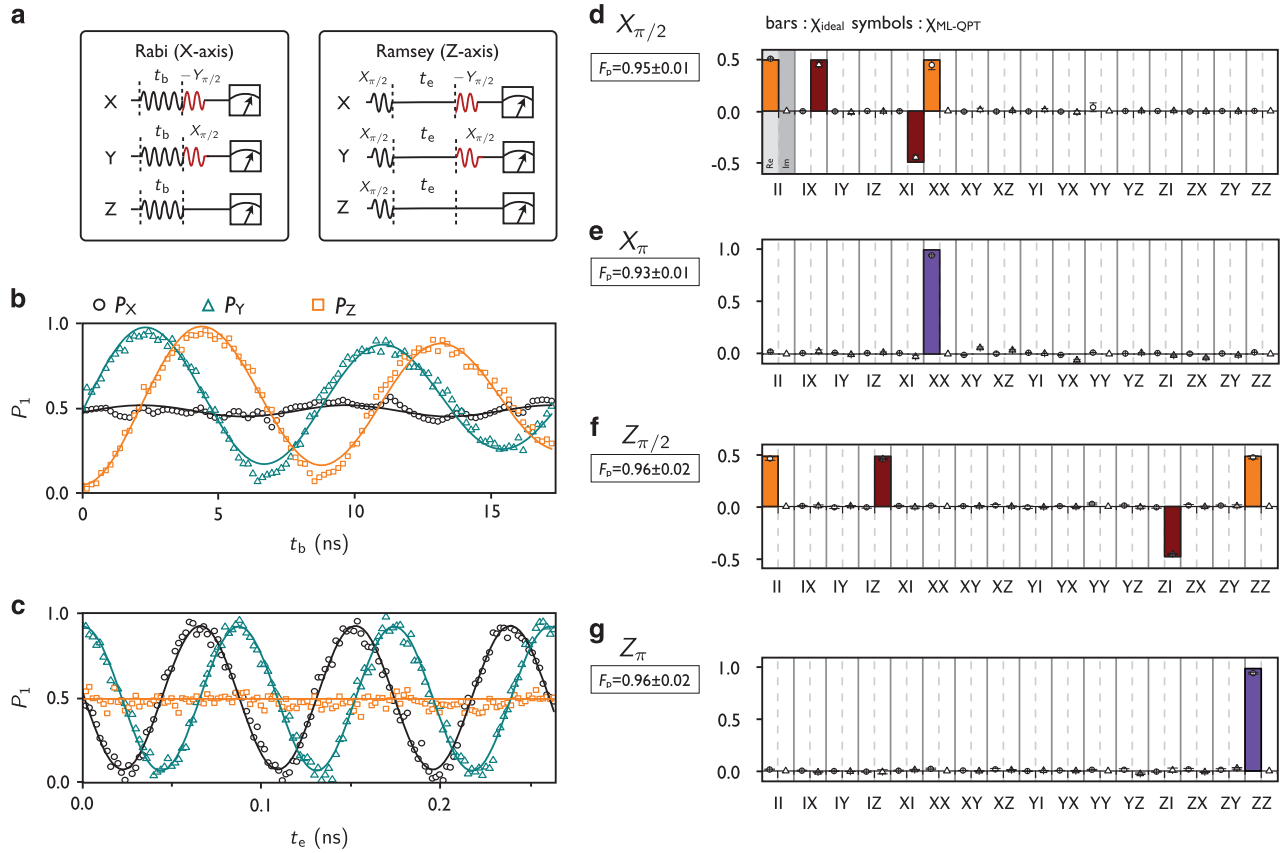 a
Rabi (X-axis)
t_b −Y_π/2
X
t_b X_π/2
Y
t_b
Z
Ramsey (Z-axis)
X_π/2 t_e −Y_π/2
X
X_π/2 t_e X_π/2
Y
X_π/2 t_e
Z
b
P_X P_Y P_Z
1.0
0.5
0.0
P_1
0 5 10 15
t_b (ns)
c
1.0
0.5
0.0
P_1
0.0 0.1 0.2
t_e (ns)
d X_π/2
bars : χ_ideal symbols : χ_ML-QPT
F_p=0.95±0.01
0.5
0.0
-0.5
Re Im
II IX IY IZ XI XX XY XZ YI YX YY YZ ZI ZX ZY ZZ
e X_π
F_p=0.93±0.01
1.0
0.5
0.0
II IX IY IZ XI XX XY XZ YI YX YY YZ ZI ZX ZY ZZ
f Z_π/2
F_p=0.96±0.02
0.5
0.0
-0.5
II IX IY IZ XI XX XY XZ YI YX YY YZ ZI ZX ZY ZZ
g Z_π
F_p=0.96±0.02
1.0
0.5
0.0
II IX IY IZ XI XX XY XZ YI YX YY YZ ZI ZX ZY ZZ